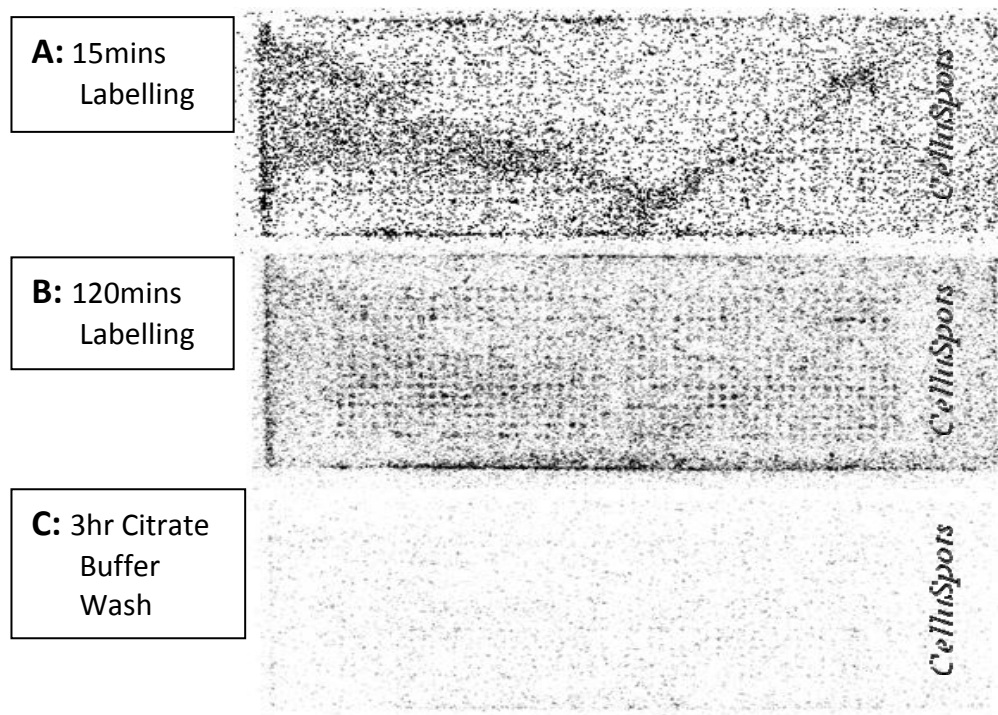 A: 15mins
Labelling
CelluSpots
B: 120mins
Labelling
CelluSpots
C: 3hr Citrate
Buffer
Wash
CelluSpots